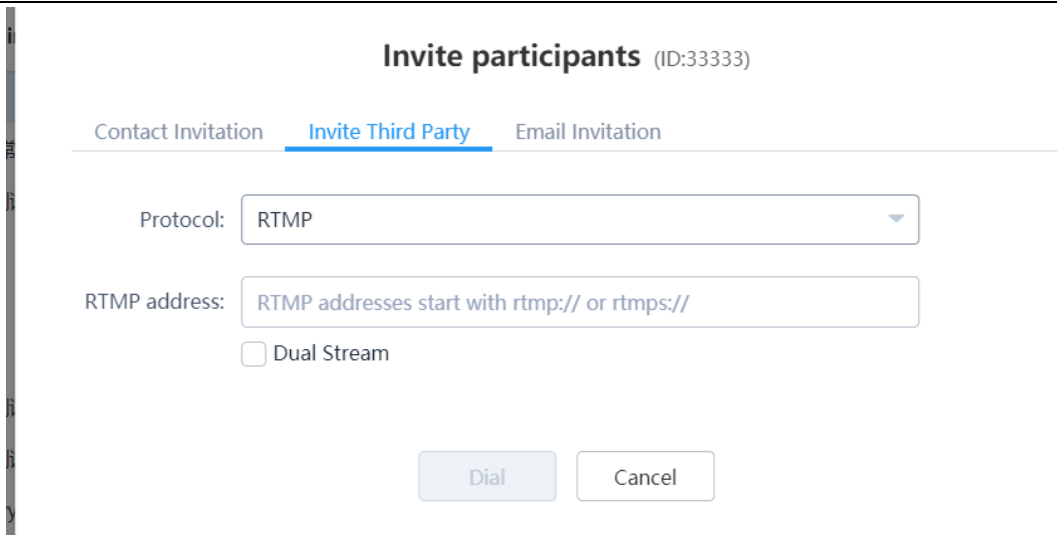 Invite participants (ID:33333)
Contact Invitation Invite Third Party Email Invitation
Protocol: RTMP
RTMP address: RTMP addresses start with rtmp:// or rtmps://
Dual Stream
Dial Cancel